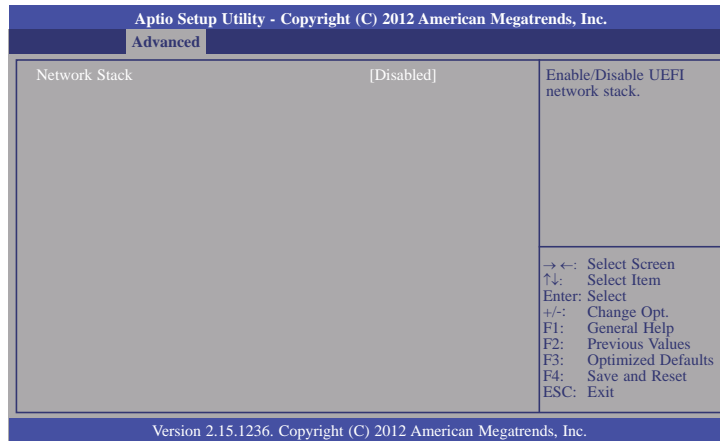 Aptio Setup Utility - Copyright (C) 2012 American Megatrends, Inc.
Advanced
Network Stack [Disabled]
Enable/Disable UEFI
network stack.
→ ←: Select Screen
↑↓: Select Item
Enter: Select
+/-: Change Opt.
F1: General Help
F2: Previous Values
F3: Optimized Defaults
F4: Save and Reset
ESC: Exit
Version 2.15.1236. Copyright (C) 2012 American Megatrends, Inc.